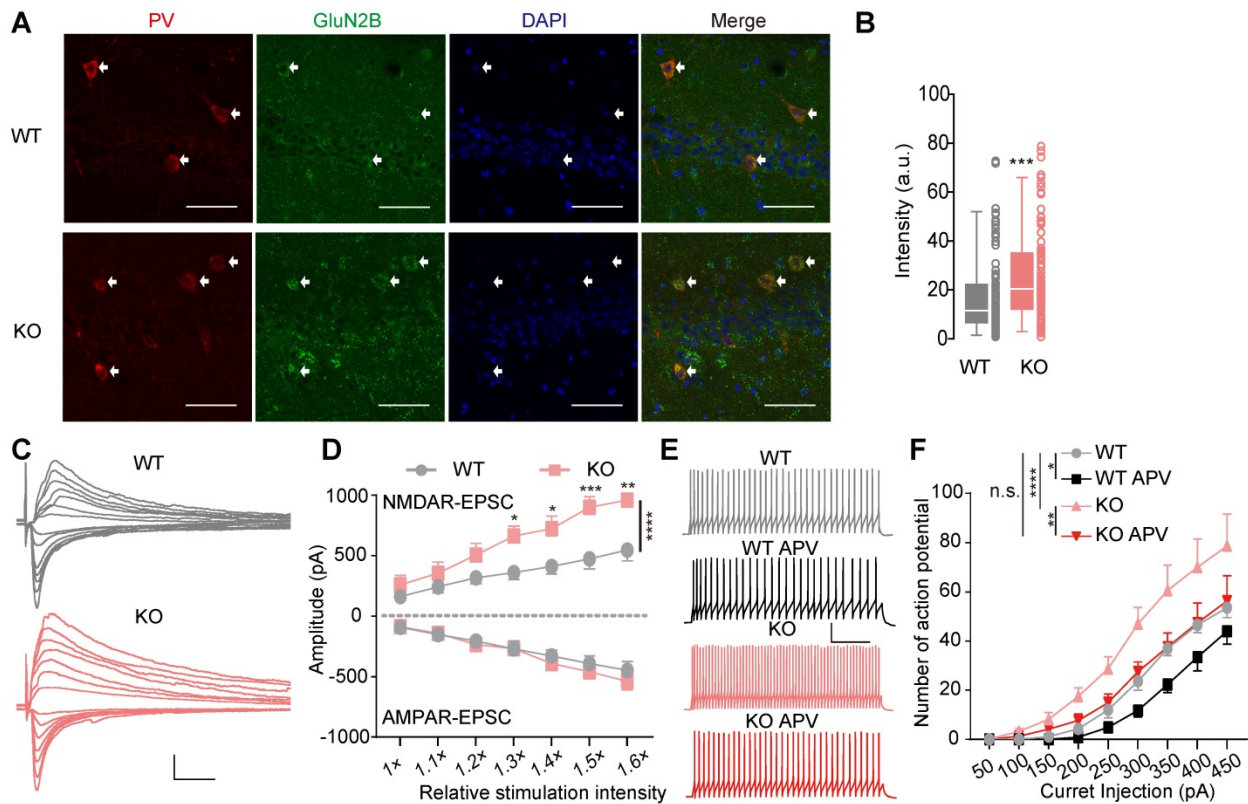 A
PV
GluN2B
DAPI
Merge
WT
KO
B
Intensity (a.u.)
100
80
60
40
20
0
***
WT
KO
C
WT
KO
D
WT
KO
1000
500
0
-500
-1000
Amplitude (pA)
NMDAR-EPSC
*
*
***
**
****
AMPAR-EPSC
1× 1.1× 1.2× 1.3× 1.4× 1.5× 1.6×
Relative stimulation intensity
E
WT
WT APV
KO
KO APV
F
n.s.
****
*
**
WT
WT APV
KO
KO APV
Number of action potential
100
80
60
40
20
0
50 100 150 200 250 300 350 400 450
Curret Injection (pA)